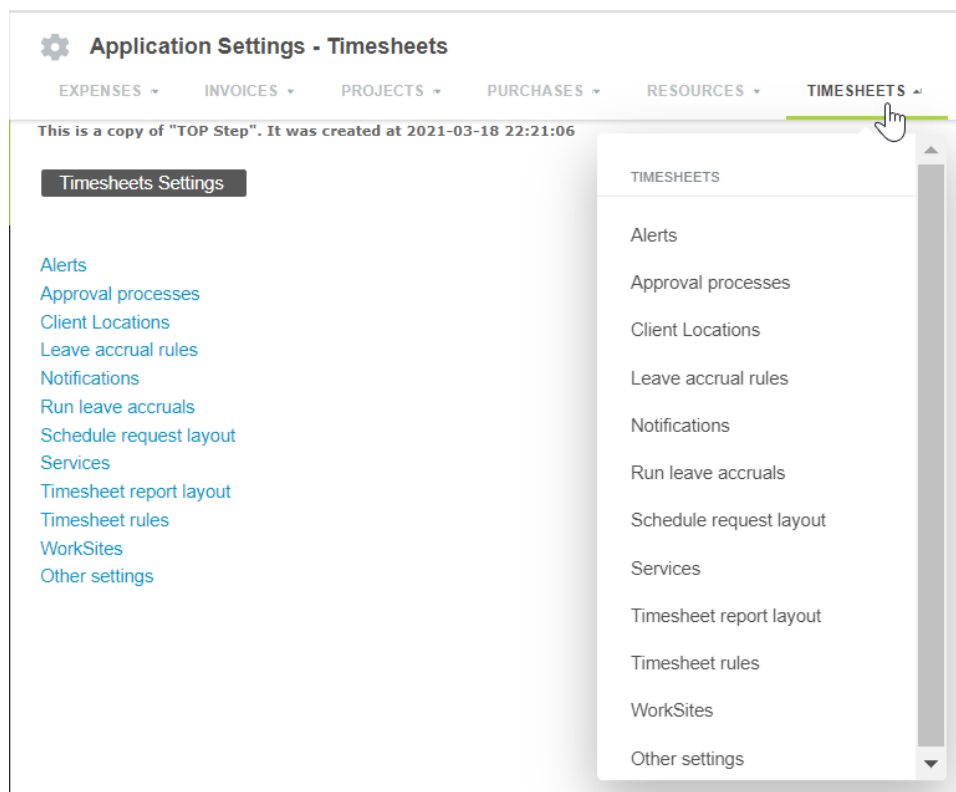 Application Settings - Timesheets
EXPENSES INVOICES PROJECTS PURCHASES RESOURCES TIMESHEETS
This is a copy of "TOP Step". It was created at 2021-03-18 22:21:06
Timesheets Settings
Alerts
Approval processes
Client Locations
Leave accrual rules
Notifications
Run leave accruals
Schedule request layout
Services
Timesheet report layout
Timesheet rules
WorkSites
Other settings
TIMESHEETS
Alerts
Approval processes
Client Locations
Leave accrual rules
Notifications
Run leave accruals
Schedule request layout
Services
Timesheet report layout
Timesheet rules
WorkSites
Other settings